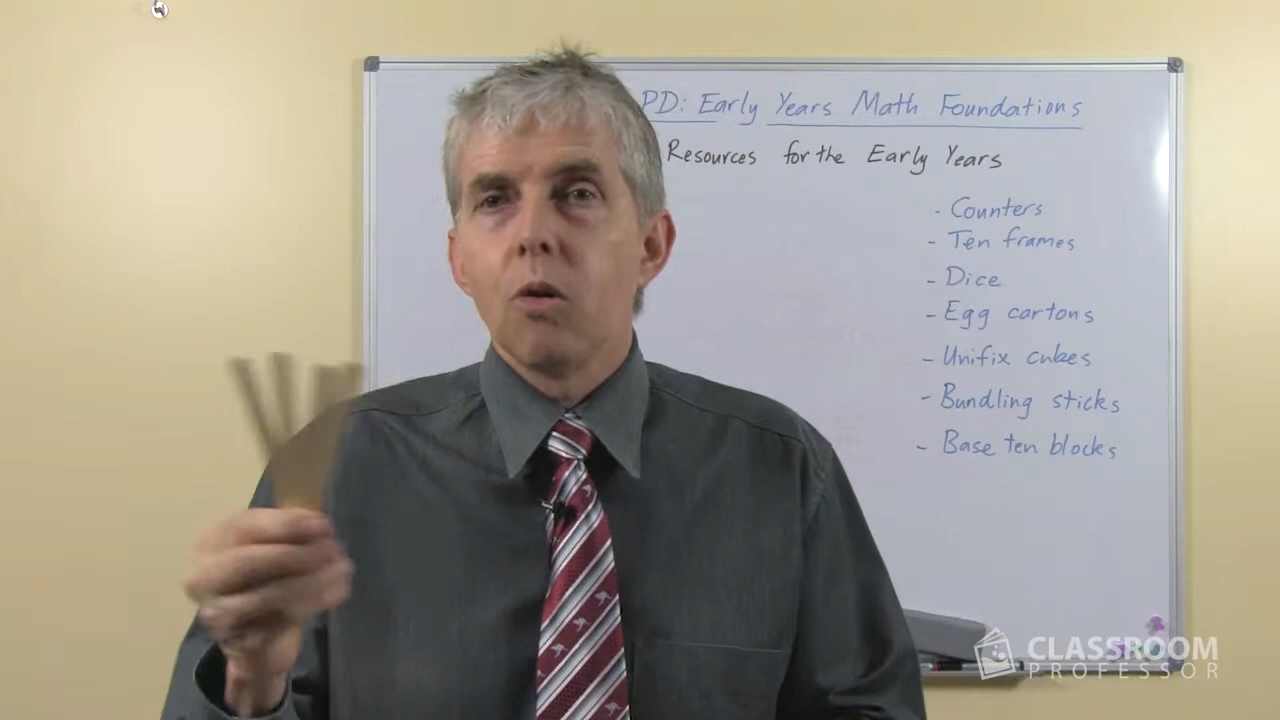 PD: Early Years Math Foundations
Resources for the Early Years
- Counters
- Ten frames
- Dice
- Egg cartons
- Unifix cubes
- Bundling sticks
- Base ten blocks
CLASSROOM
PROFESSOR